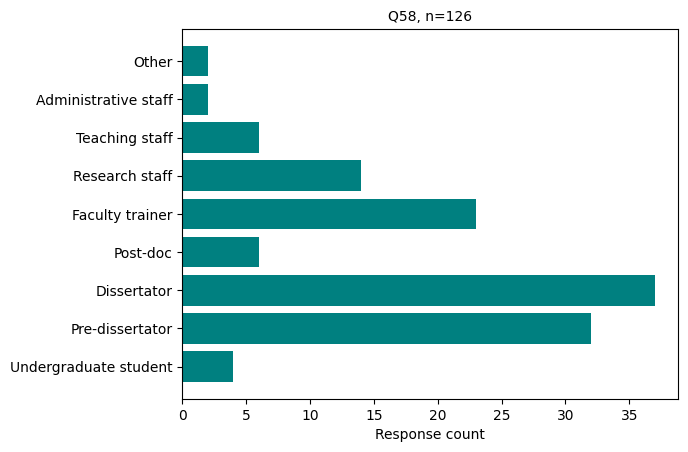 Q58, n=126
Other
Administrative staff
Teaching staff
Research staff
Faculty trainer
Post-doc
Dissertator
Pre-dissertator
Undergraduate student
0 5 10 15 20 25 30 35
Response count